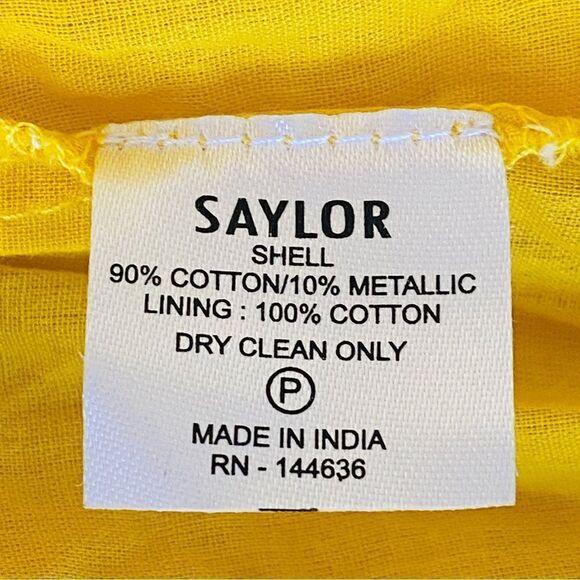 SAYLOR
SHELL
90% COTTON/10% METALLIC
LINING : 100% COTTON
DRY CLEAN ONLY
P
MADE IN INDIA
RN - 144636